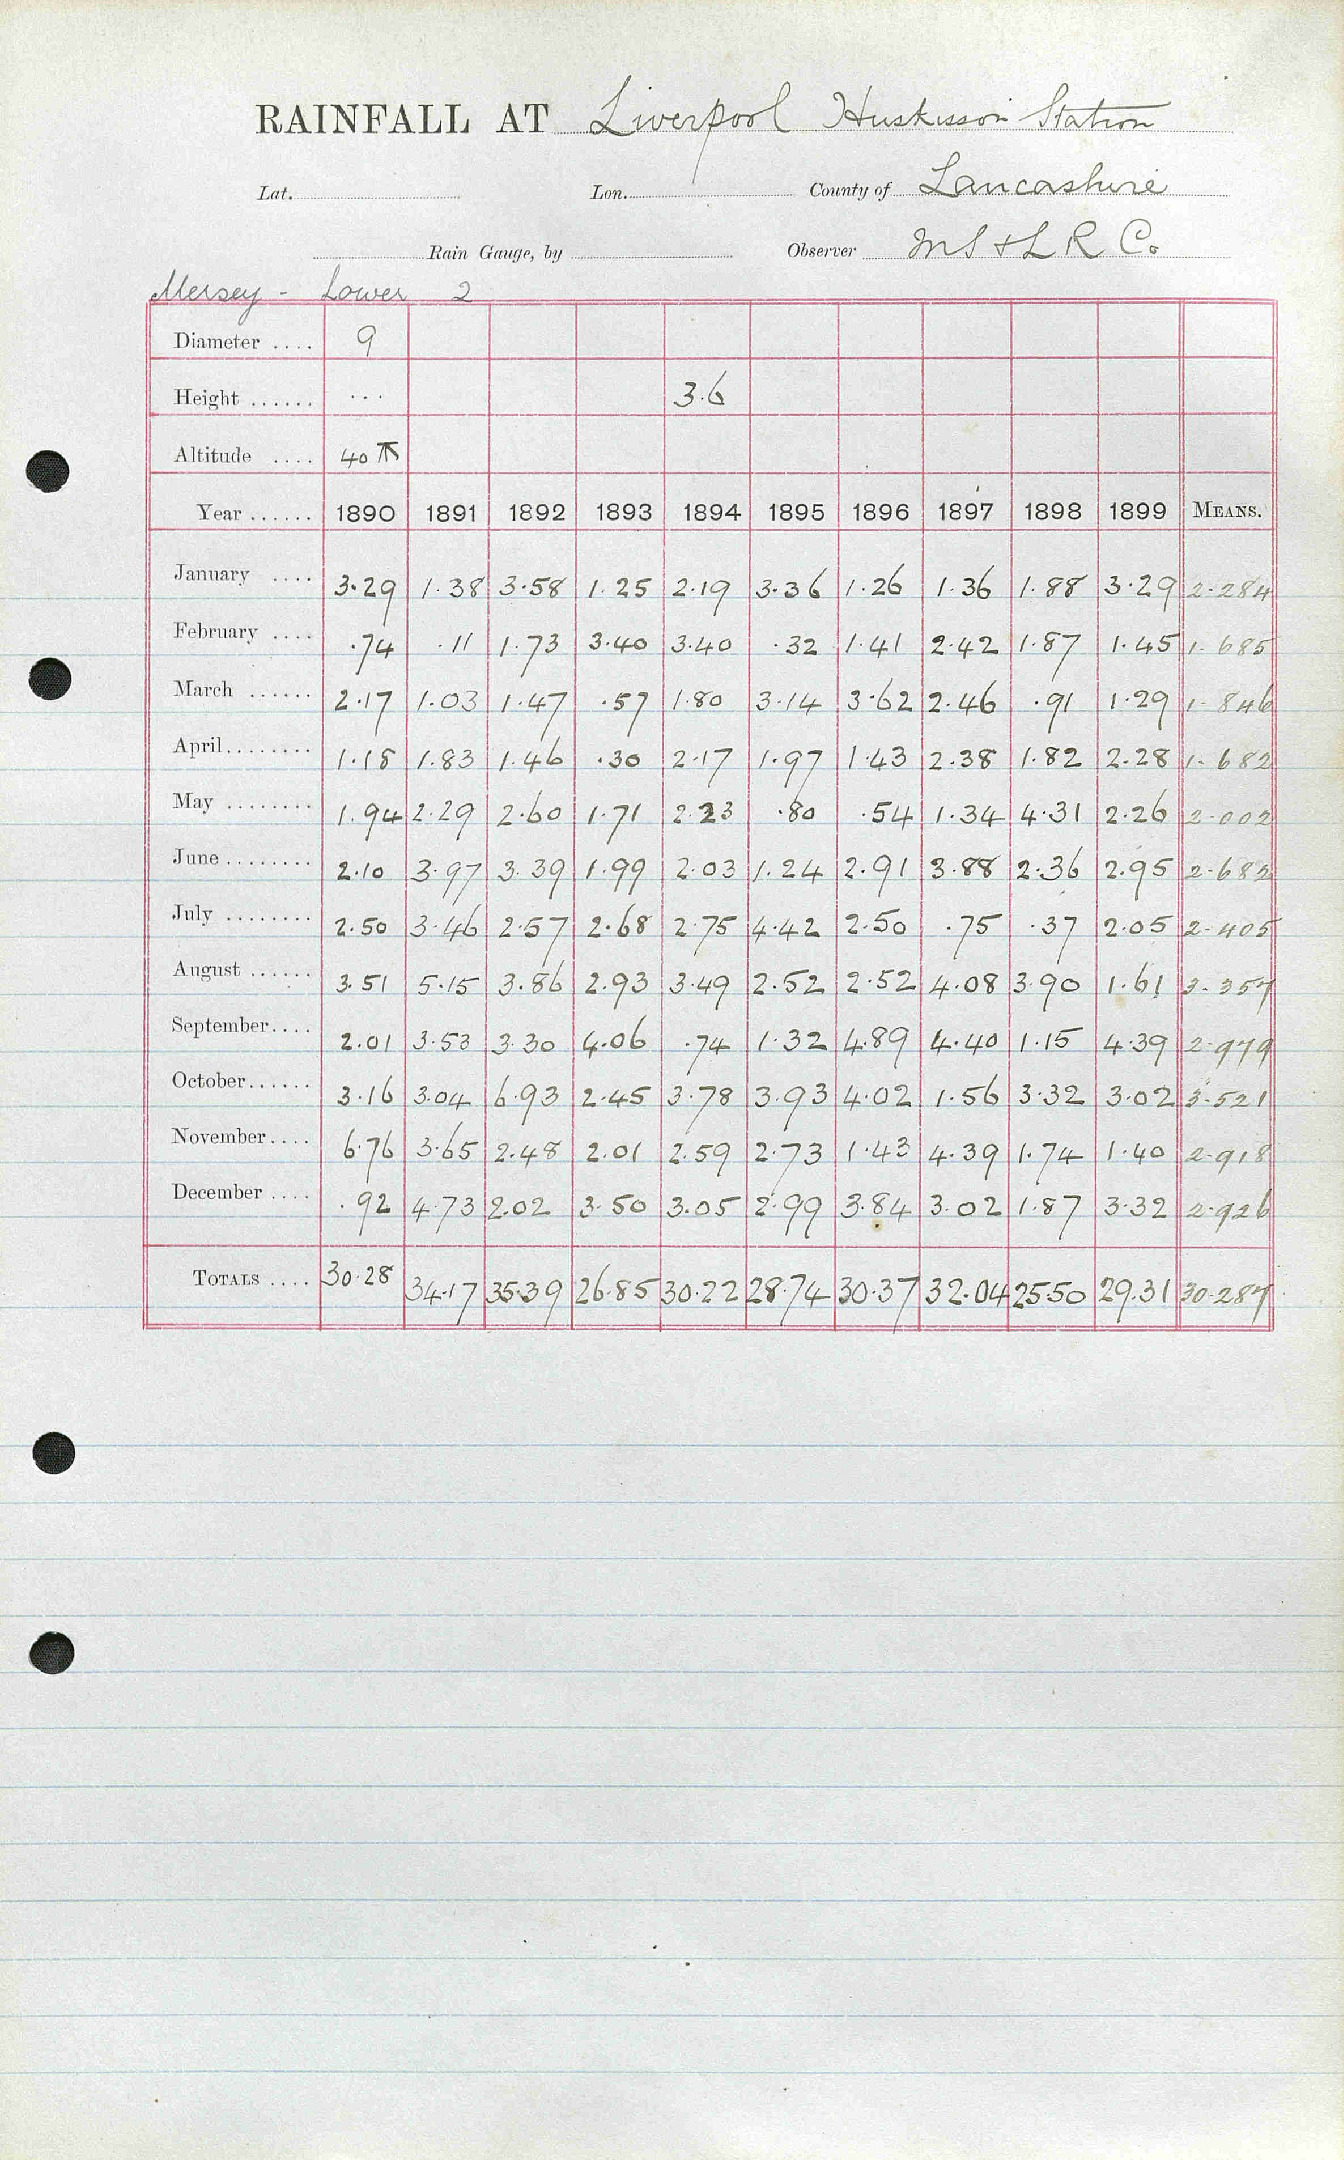 RAINFALL AT Liverpool Huskisson Station
Lat. Lon. County of Lancashire
Rain Gauge, by Observer MS & L R Co.
Mersey - Lower 2
Diameter .... 9
Height ...... ... 3.6
Altitude .... 40 T
Year ...... 1890 1891 1892 1893 1894 1895 1896 1897 1898 1899 MEANS.
January .... 3.29 1.38 3.58 1.25 2.19 3.36 1.26 1.36 1.88 3.29 2.284
February .... .74 .11 1.73 3.40 3.40 .32 1.41 2.42 1.87 1.45 1.685
March ...... 2.17 1.03 1.47 .57 1.80 3.14 3.62 2.46 .91 1.29 1.846
April........ 1.18 1.83 1.46 .30 2.17 1.97 1.43 2.38 1.82 2.28 1.682
May ........ 1.94 2.29 2.60 1.71 2.23 .80 .54 1.34 4.31 2.26 2.002
June........ 2.10 3.97 3.39 1.99 2.03 1.24 2.91 3.88 2.36 2.95 2.682
July ........ 2.50 3.46 2.57 2.68 2.75 4.42 2.50 .75 .37 2.05 2.405
August ...... 3.51 5.15 3.86 2.93 3.49 2.52 2.52 4.08 3.90 1.61 3.357
September.... 2.01 3.53 3.30 4.06 .74 1.32 4.89 4.40 1.15 4.39 2.979
October...... 3.16 3.04 6.93 2.45 3.78 3.93 4.02 1.56 3.32 3.02 3.521
November.... 6.76 3.65 2.48 2.01 2.59 2.73 1.43 4.39 1.74 1.40 2.918
December .... .92 4.73 2.02 3.50 3.05 2.99 3.84 3.02 1.87 3.32 2.926
TOTALS .... 30.28 34.17 35.39 26.85 30.22 28.74 30.37 32.04 25.50 29.31 30.287